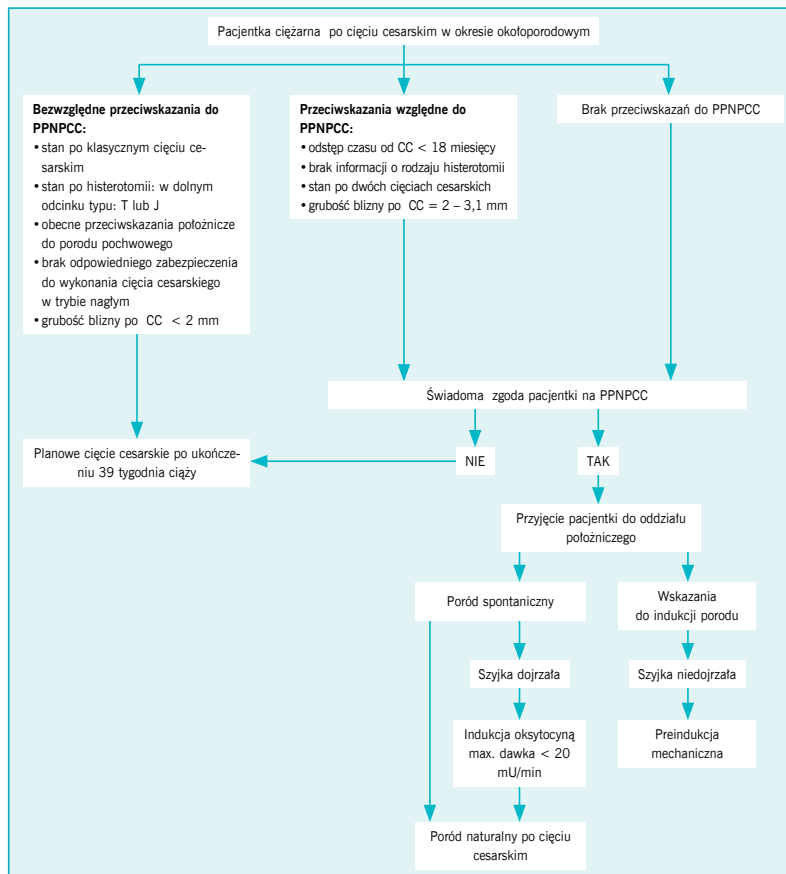 Pacjentka ciężarna po cięciu cesarskim w okresie okołoporodowym
Bezwzględne przeciwskazania do
PPNPCC:
• stan po klasycznym cięciu ce-
sarskim
• stan po histerotomii: w dolnym
odcinku typu: T lub J
• obecne przeciwskazania położnicze
do porodu pochwowego
• brak odpowiedniego zabezpieczenia
do wykonania cięcia cesarskiego
w trybie nagłym
• grubość blizny po CC < 2 mm
Przeciwskazania względne do
PPNPCC:
• odstęp czasu od CC < 18 miesięcy
• brak informacji o rodzaju histerotomii
• stan po dwóch cięciach cesarskich
• grubość blizny po CC = 2 – 3,1 mm
Brak przeciwskazań do PPNPCC
Świadoma zgoda pacjentki na PPNPCC
Planowe cięcie cesarskie po ukończe-
niu 39 tygodnia ciąży
NIE
TAK
Przyjęcie pacjentki do oddziału
położniczego
Poród spontaniczny
Wskazania
do indukcji porodu
Szyjka dojrzała
Szyjka niedojrzała
Indukcja oksytocyną
max. dawka < 20
mU/min
Preindukcja
mechaniczna
Poród naturalny po cięciu
cesarskim